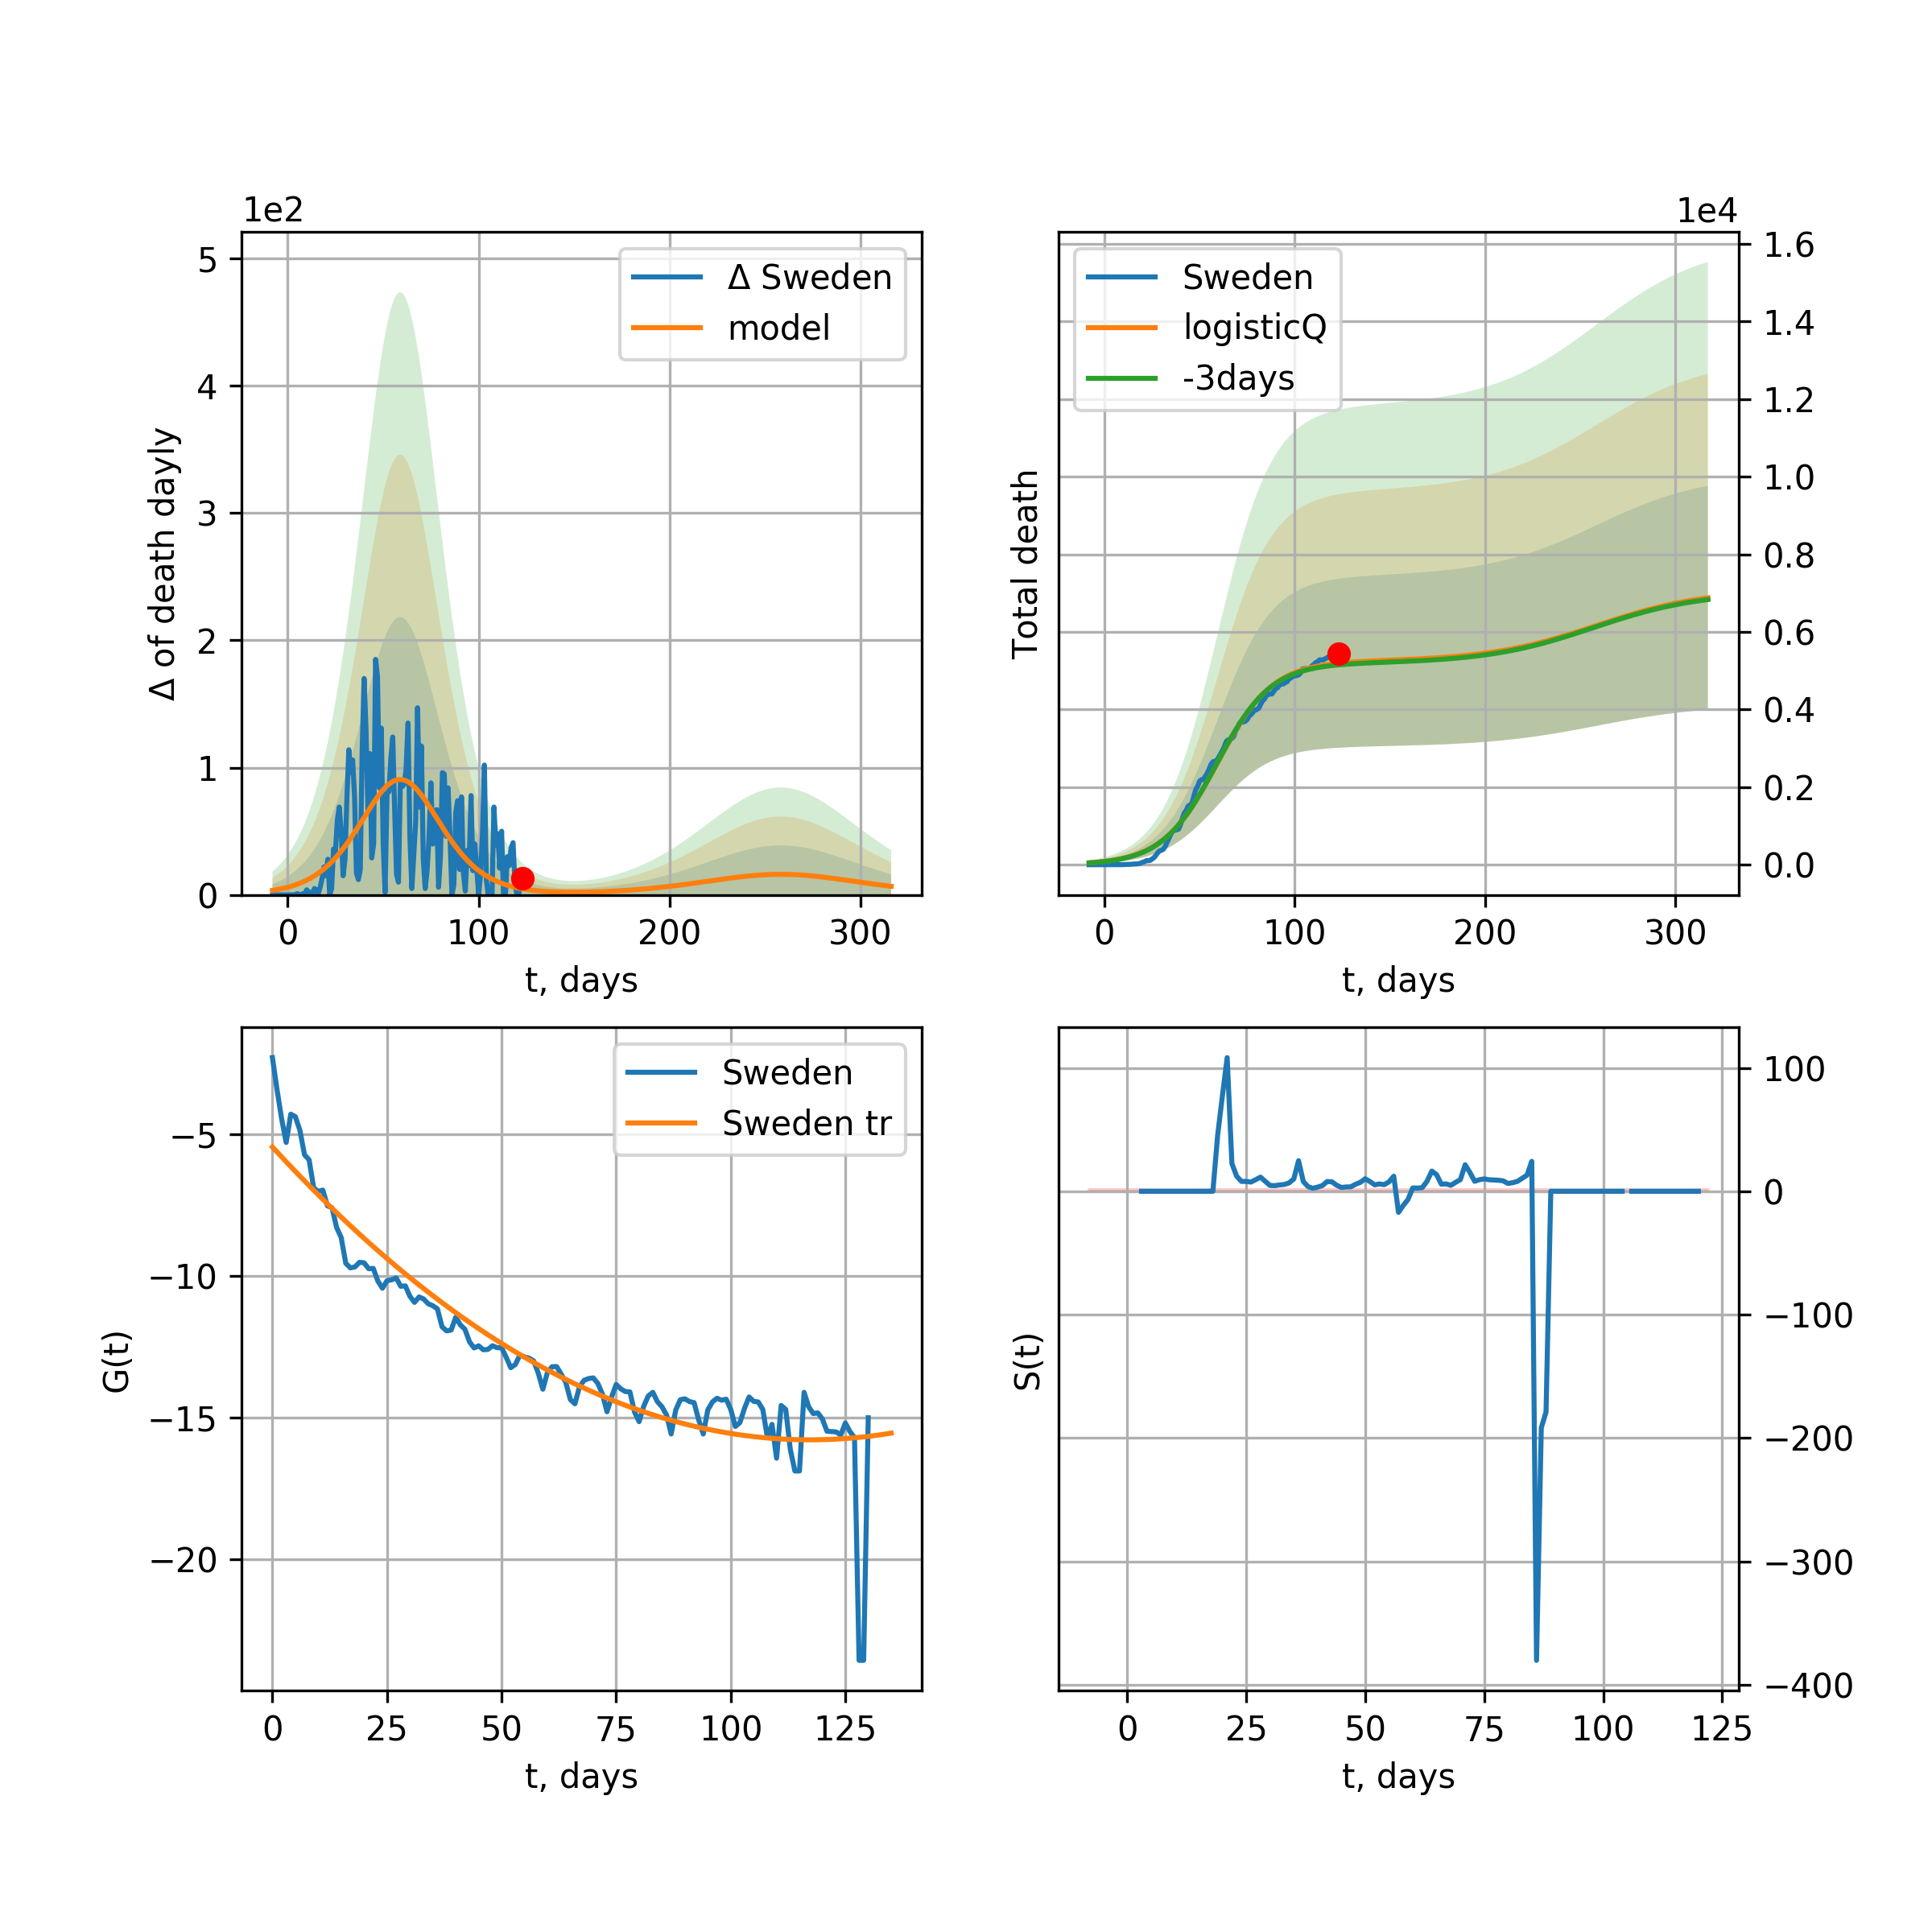 1e2
5
4
3
2
1
0
Δ of death dayly
Δ Sweden
model
0 100 200 300
t, days
1e4
1.6
1.4
1.2
1.0
0.8
0.6
0.4
0.2
0.0
Total death
Sweden
logisticQ
-3days
0 100 200 300
t, days
−5
−10
−15
−20
G(t)
Sweden
Sweden tr
0 25 50 75 100 125
t, days
100
0
−100
−200
−300
−400
S(t)
0 25 50 75 100 125
t, days